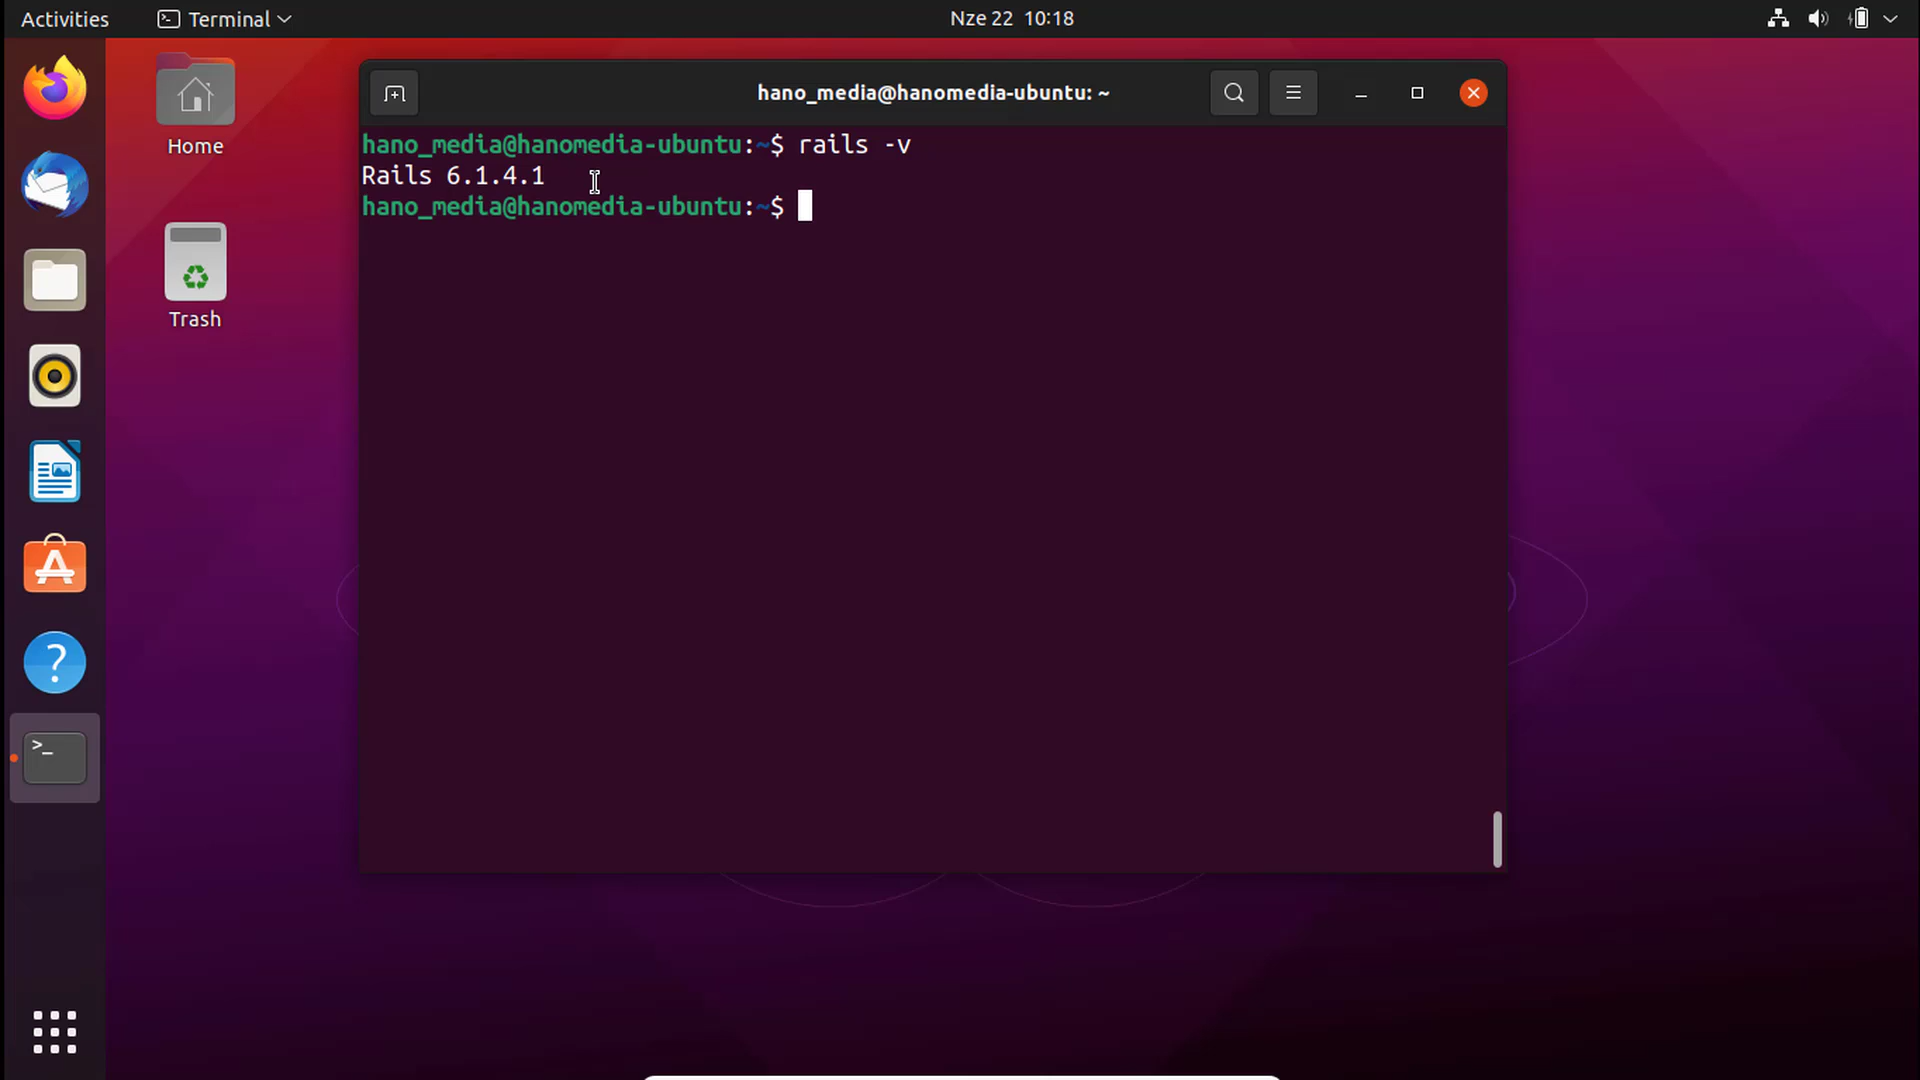 Activities
Terminal
Nze 22 10:18
Home
Trash
hano_media@hanomedia-ubuntu: ~
hano_media@hanomedia-ubuntu:~$ rails -v
Rails 6.1.4.1
hano_media@hanomedia-ubuntu:~$